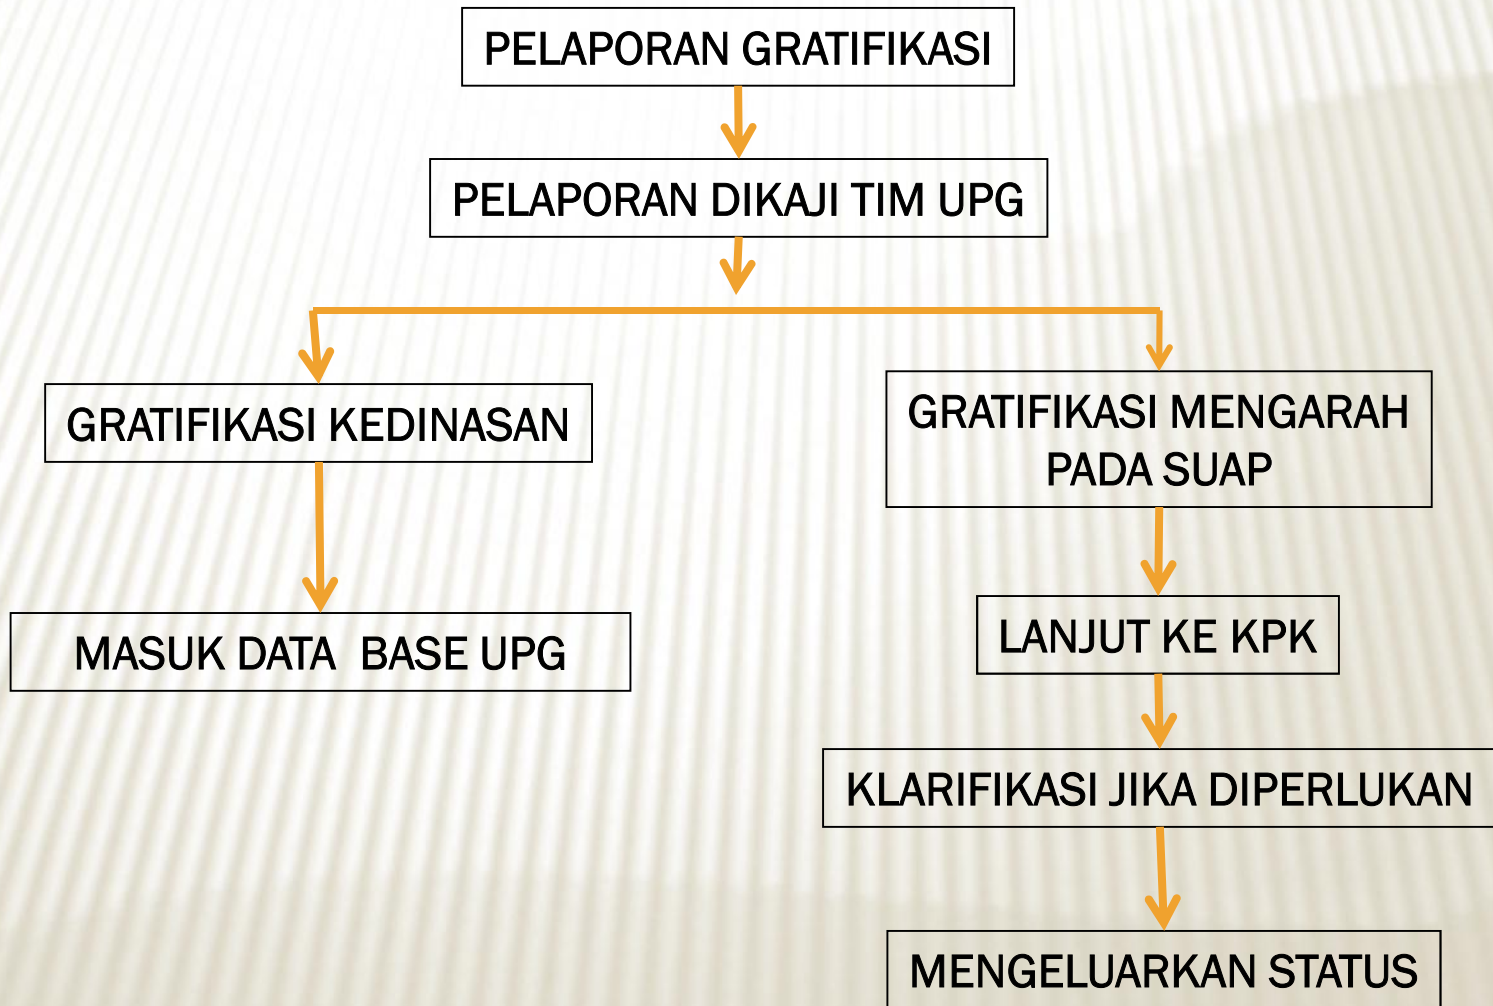 PELAPORAN GRATIFIKASI
PELAPORAN DIKAJI TIM UPG
GRATIFIKASI KEDINASAN
MASUK DATA BASE UPG
GRATIFIKASI MENGARAH
PADA SUAP
LANJUT KE KPK
KLARIFIKASI JIKA DIPERLUKAN
MENGELUARKAN STATUS